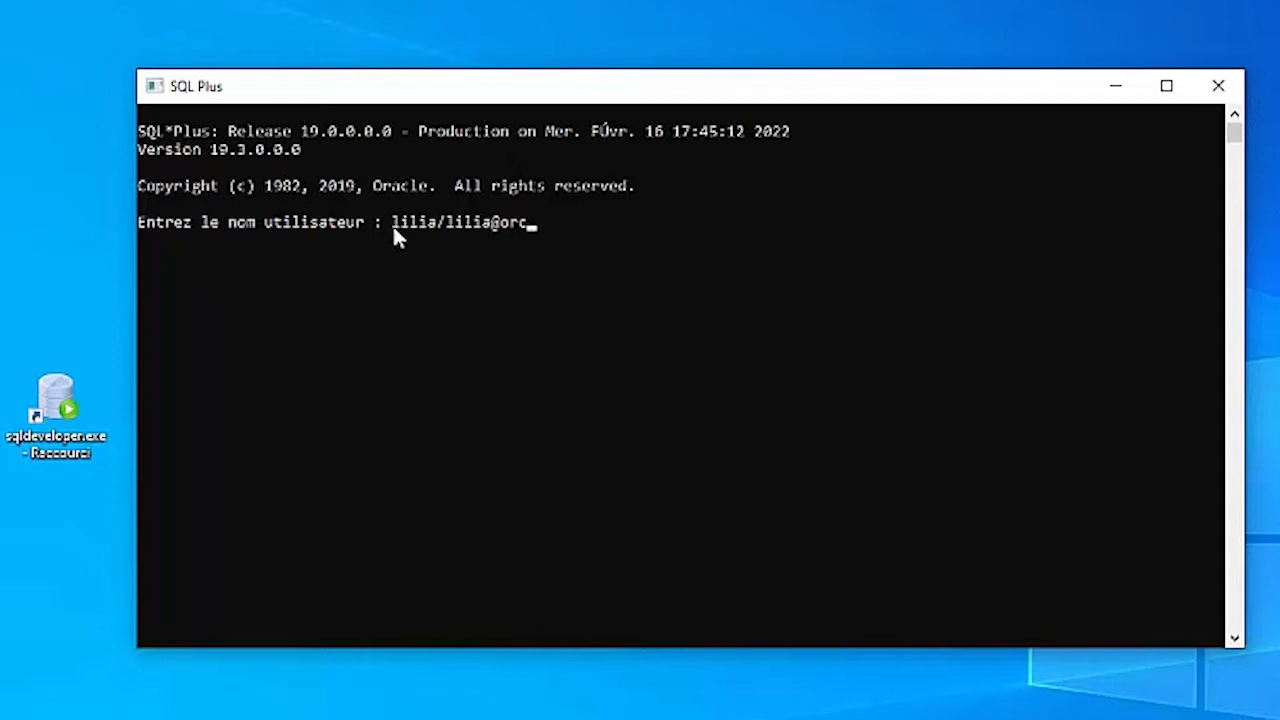 SQL Plus
SQL*Plus: Release 19.0.0.0.0 - Production on Mer. FÚvr. 16 17:45:12 2022
Version 19.3.0.0.0
Copyright (c) 1982, 2019, Oracle.  All rights reserved.
Entrez le nom utilisateur : lilia/lilia@orc
sqldeveloper.exe
- Raccourci